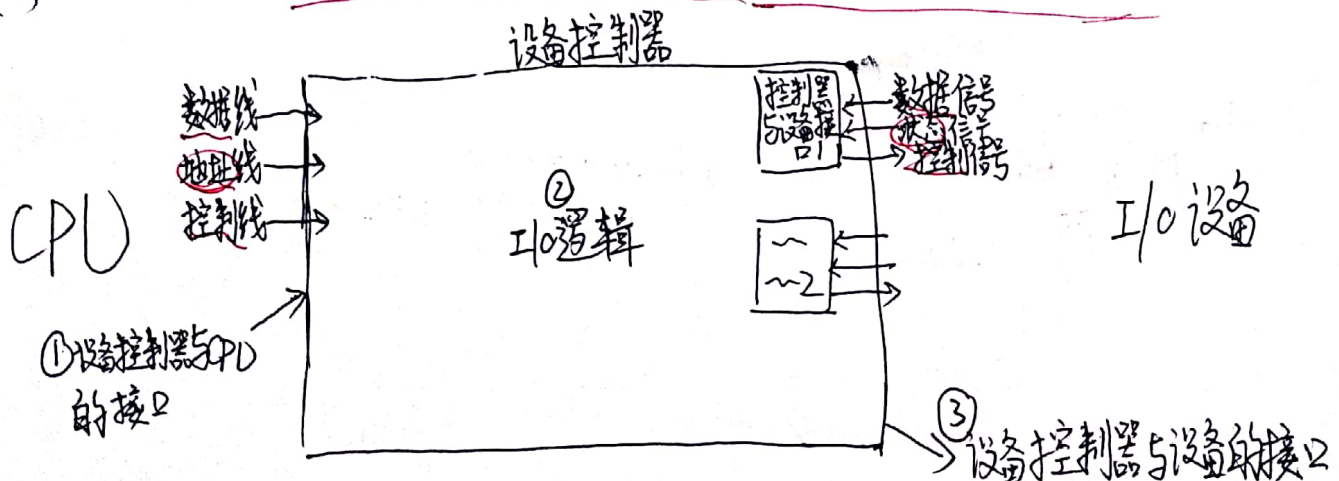 设备控制器
CPU
数据线
地址线
控制线
①设备控制器与CPU
的接口
②
I/O逻辑
控制器
与设备接
口1
数据信号
状态信号
控制信号
~
~2
I/O设备
③
设备控制器与设备的接口